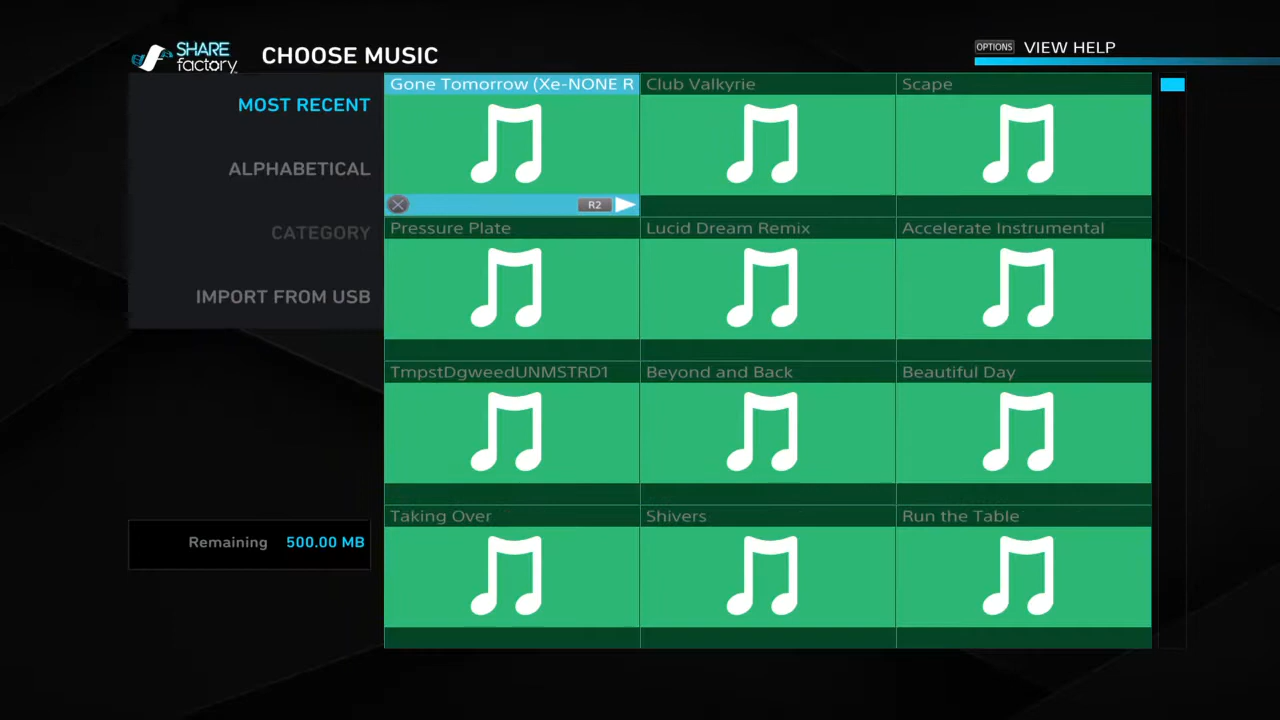 SHARE
factory™
CHOOSE MUSIC
OPTIONS VIEW HELP
MOST RECENT
ALPHABETICAL
CATEGORY
IMPORT FROM USB
Remaining 500.00 MB
Gone Tomorrow (Xe-NONE R
Club Valkyrie
Scape
R2
Pressure Plate
Lucid Dream Remix
Accelerate Instrumental
TmpstDgweedUNMSTRD1
Beyond and Back
Beautiful Day
Taking Over
Shivers
Run the Table